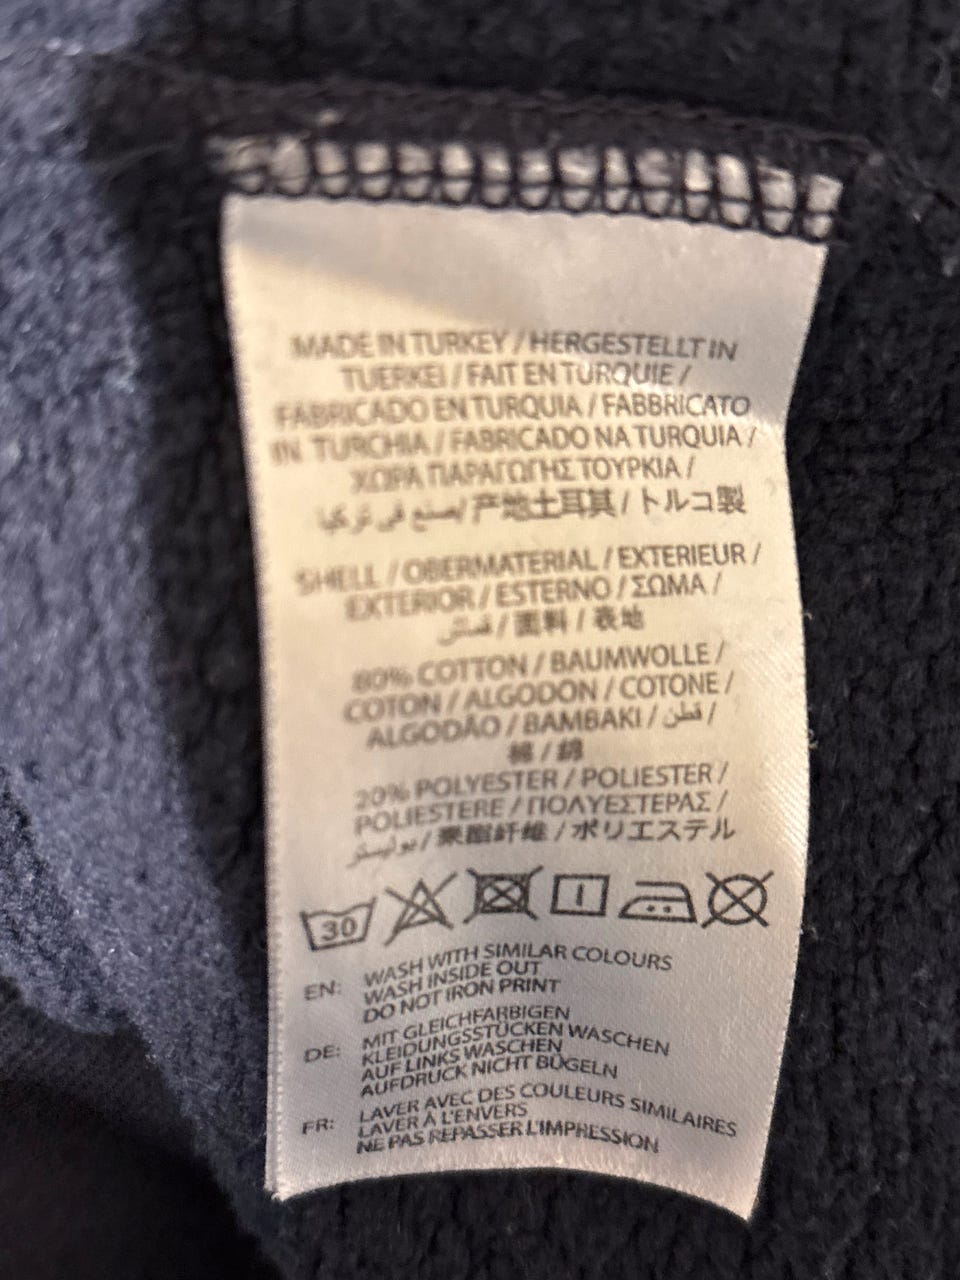 MADE IN TURKEY / HERGESTELLT IN
TUERKEI / FAIT EN TURQUIE /
FABRICADO EN TURQUIA / FABBRICATO
IN TURCHIA / FABRICADO NA TURQUIA /
ΧΩΡΑ ΠΑΡΑΓΩΓΗΣ ΤΟΥΡΚΙΑ /
صنع في تركيا/ 产地土耳其 / トルコ製
SHELL / OBERMATERIAL / EXTERIEUR /
EXTERIOR / ESTERNO / ΣΩΜΑ /
قماش / 面料 / 表地
80% COTTON / BAUMWOLLE /
COTON / ALGODON / COTONE /
ALGODÃO / BAMBAKI / قطن /
棉 / 綿
20% POLYESTER / POLIESTER /
POLIESTERE / ΠΟΛΥΕΣΤΕΡΑΣ /
بوليستر / 聚酯纤维 / ポリエステル
30
EN: WASH WITH SIMILAR COLOURS
WASH INSIDE OUT
DO NOT IRON PRINT
DE: MIT GLEICHFARBIGEN
KLEIDUNGSSTÜCKEN WASCHEN
AUF LINKS WASCHEN
AUFDRUCK NICHT BÜGELN
FR: LAVER AVEC DES COULEURS SIMILAIRES
LAVER À L'ENVERS
NE PAS REPASSER L'IMPRESSION